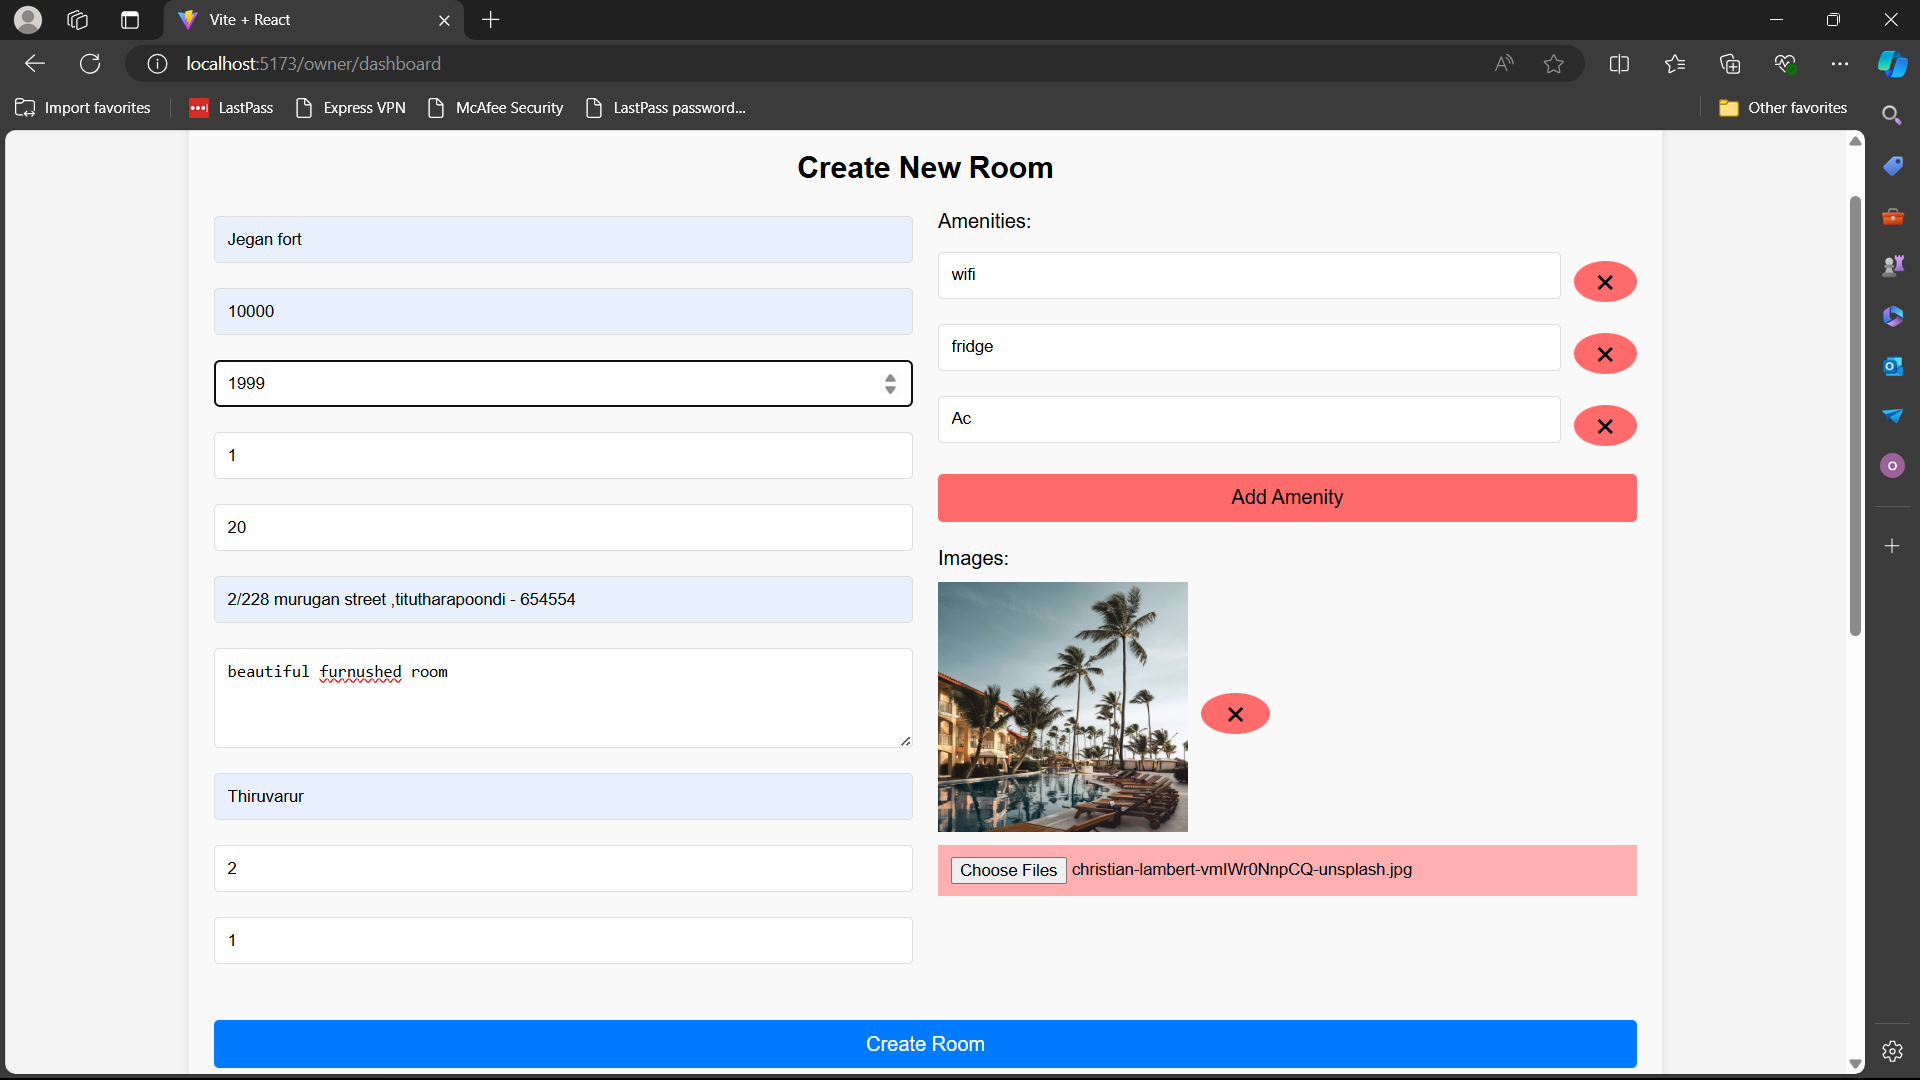 Vite + React
localhost:5173/owner/dashboard
Import favorites
LastPass
Express VPN
McAfee Security
LastPass password...
Other favorites
Create New Room
Jegan fort
10000
1999
1
20
2/228 murugan street ,titutharapoondi - 654554
beautiful furnushed room
Thiruvarur
2
1
Amenities:
wifi
fridge
Ac
Add Amenity
Images:
Choose Files christian-lambert-vmIWr0NnpCQ-unsplash.jpg
Create Room
O